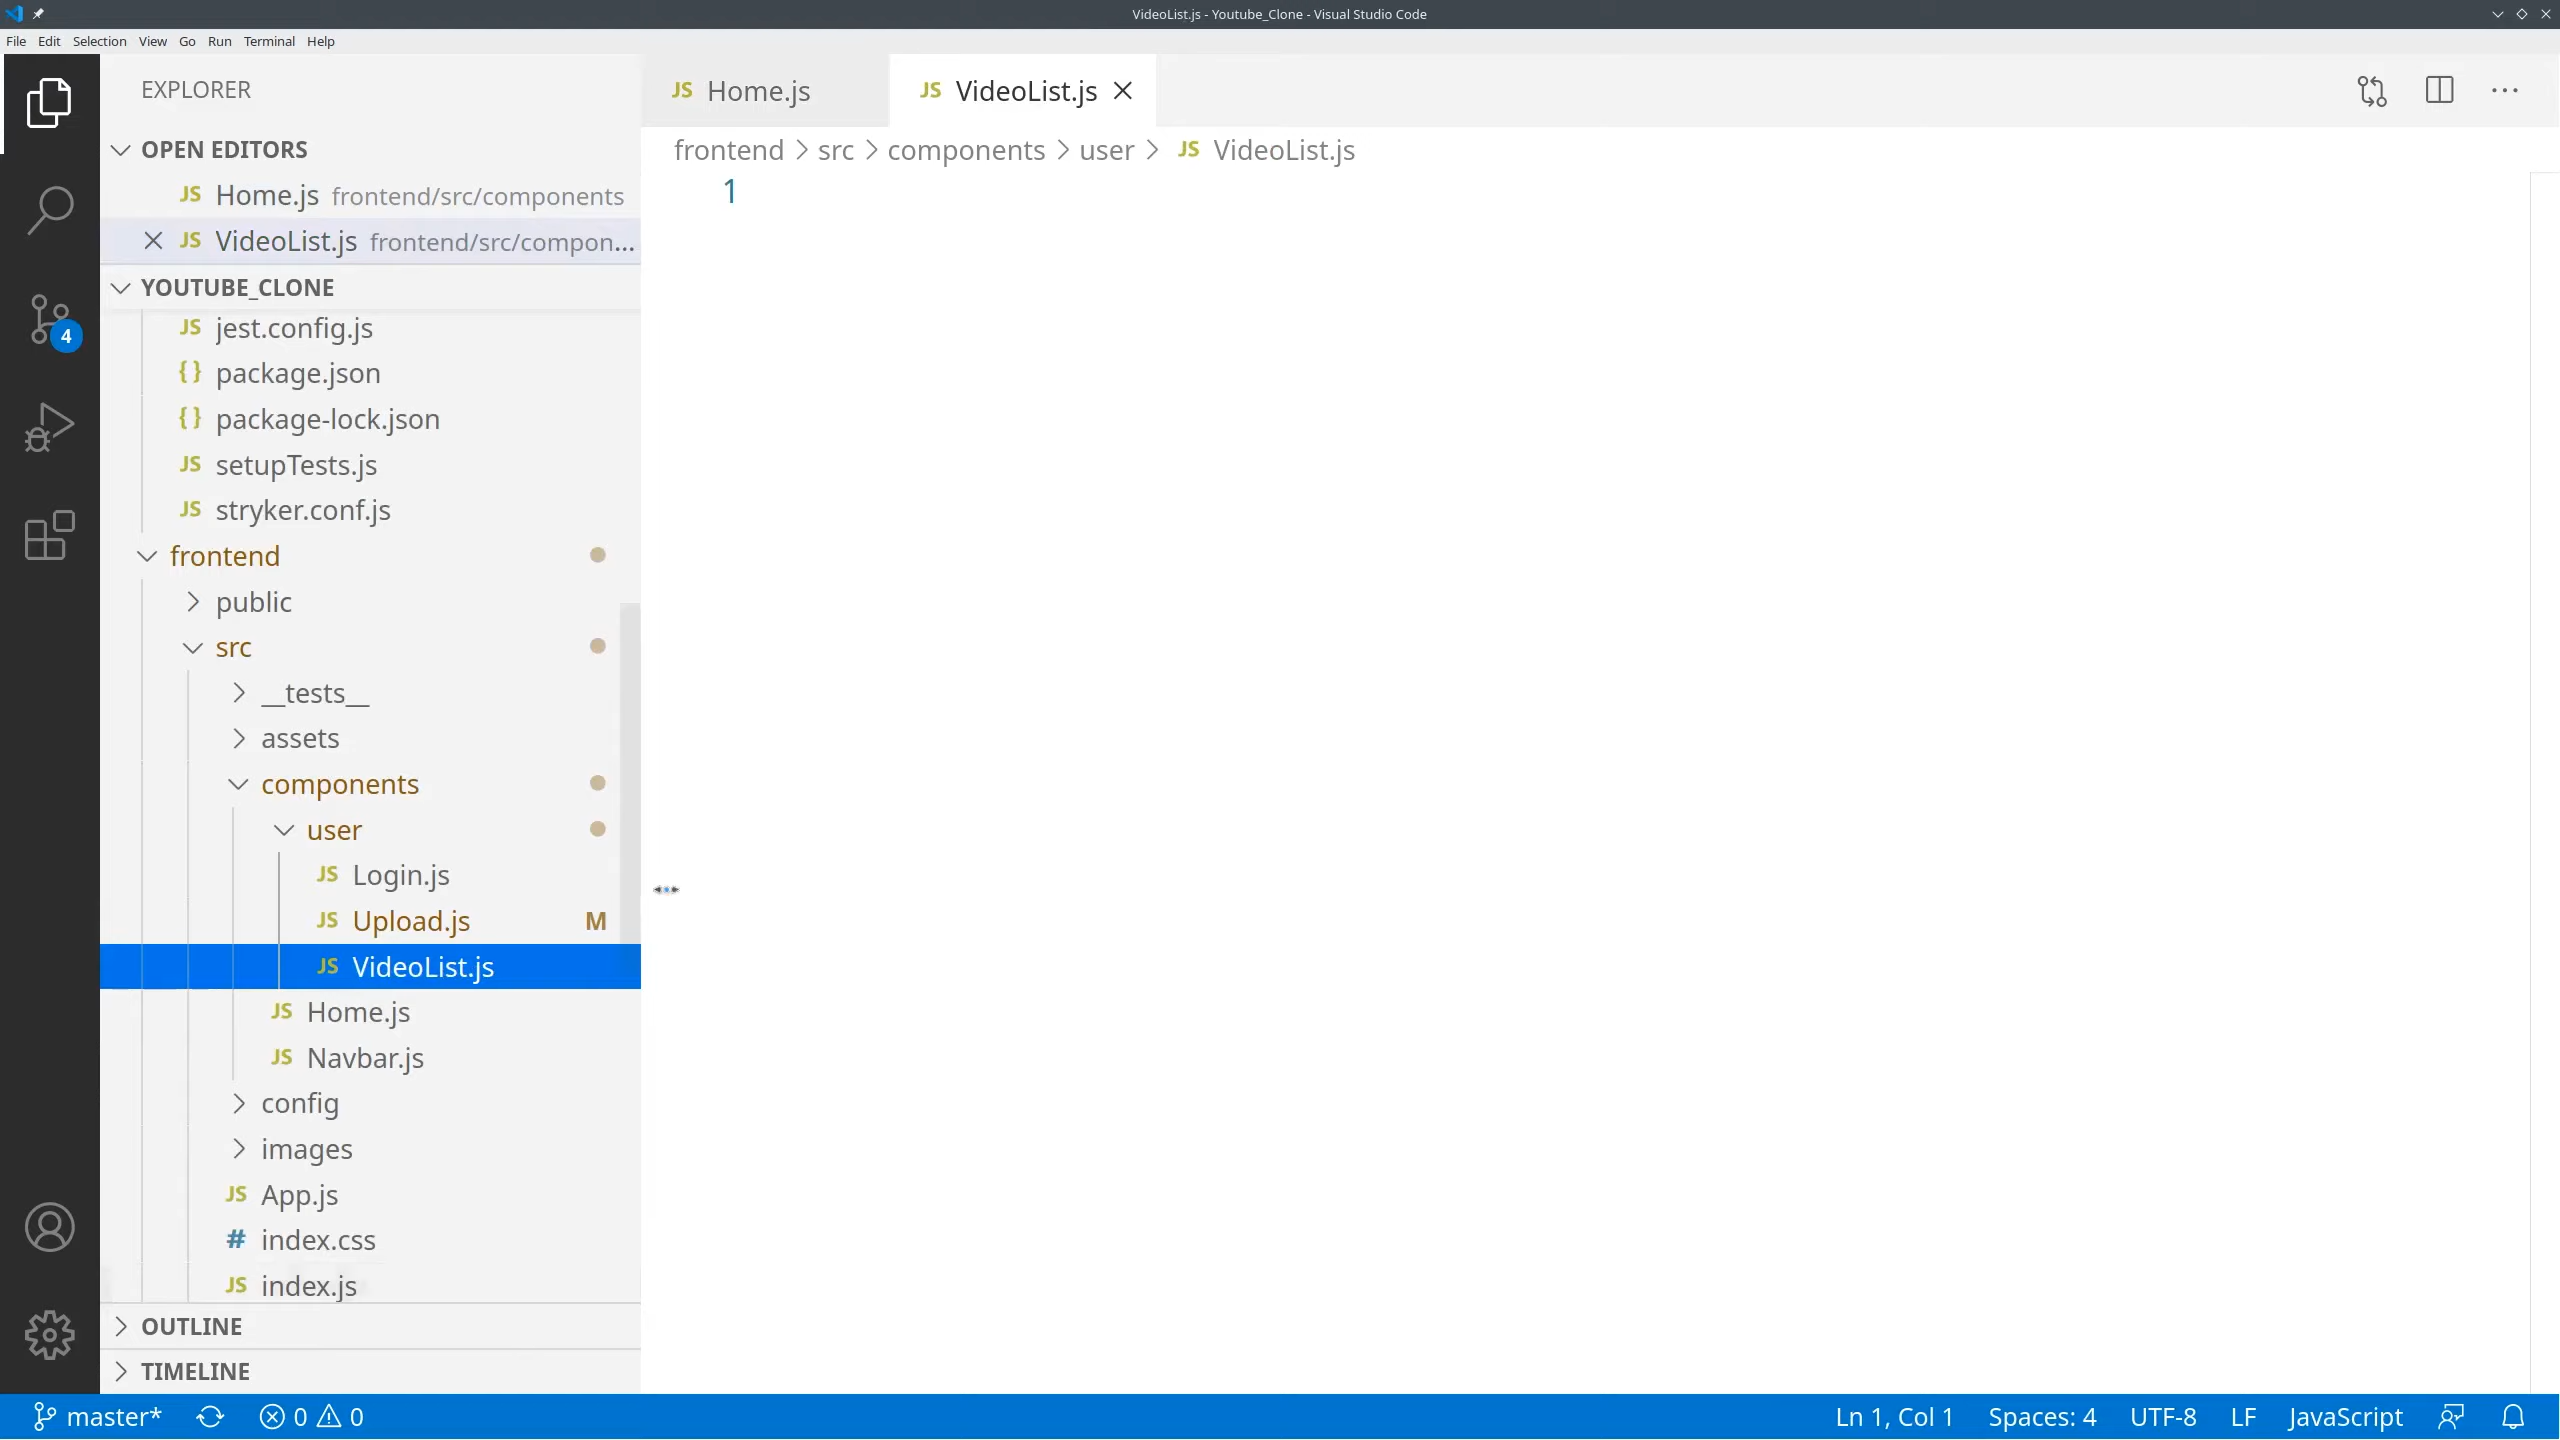 VideoList.js - Youtube_Clone - Visual Studio Code
File Edit Selection View Go Run Terminal Help
EXPLORER
OPEN EDITORS
JS Home.js frontend/src/components
JS VideoList.js frontend/src/compon...
YOUTUBE_CLONE
JS jest.config.js
{ } package.json
{ } package-lock.json
JS setupTests.js
JS stryker.conf.js
frontend
public
src
__tests__
assets
components
user
JS Login.js
JS Upload.js M
JS VideoList.js
JS Home.js
JS Navbar.js
config
images
JS App.js
# index.css
JS index.js
OUTLINE
TIMELINE
4
JS Home.js
JS VideoList.js
frontend > src > components > user > JS VideoList.js
1
master* 0 0
Ln 1, Col 1 Spaces: 4 UTF-8 LF JavaScript